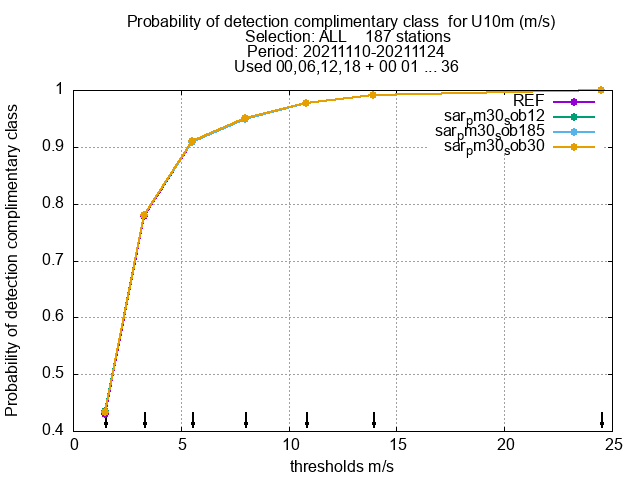 Probability of detection complimentary class  for U10m (m/s)
Selection: ALL    187 stations
Period: 20211110-20211124
Used 00,06,12,18 + 00 01 ... 36
REF
sar_pm30_sob12
sar_pm30_sob185
sar_pm30_sob30
Probability of detection complimentary class
1
0.9
0.8
0.7
0.6
0.5
0.4
0 5 10 15 20 25
thresholds m/s